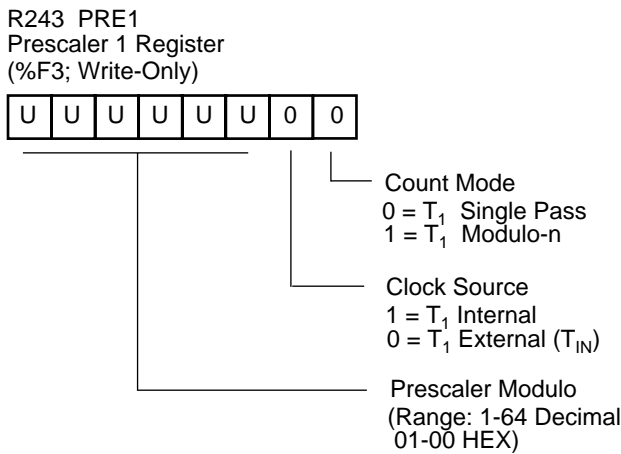 R243 PRE1
Prescaler 1 Register
(%F3; Write-Only)
U U U U U U 0 0
Count Mode
0 = T₁ Single Pass
1 = T₁ Modulo-n
Clock Source
1 = T₁ Internal
0 = T₁ External (T_IN)
Prescaler Modulo
(Range: 1-64 Decimal
01-00 HEX)